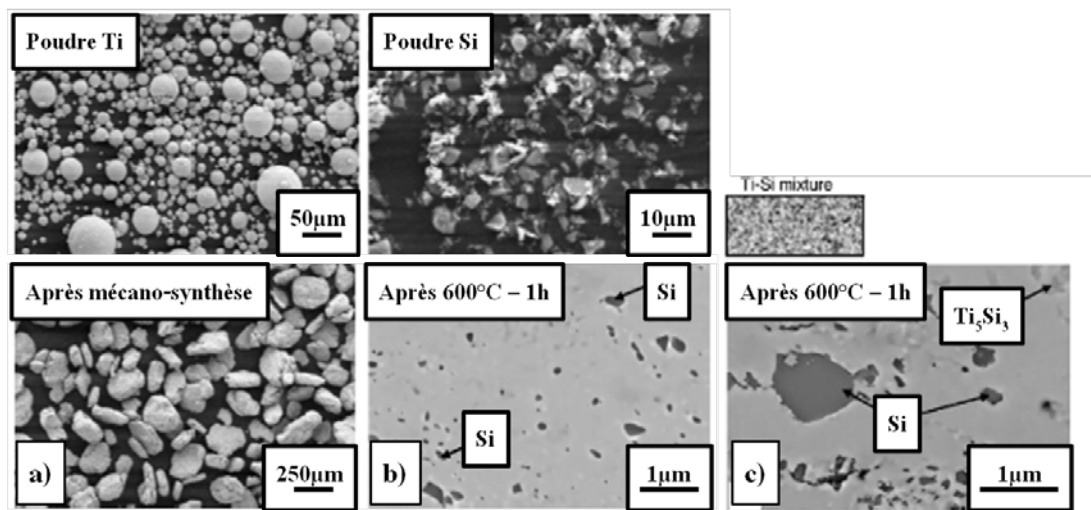 Poudre Ti
50µm
Poudre Si
10µm
Ti-Si mixture
Après mécano-synthèse
a)
250µm
Après 600°C – 1h
Si
Si
b)
1µm
Après 600°C – 1h
Ti₅Si₃
Si
c)
1µm